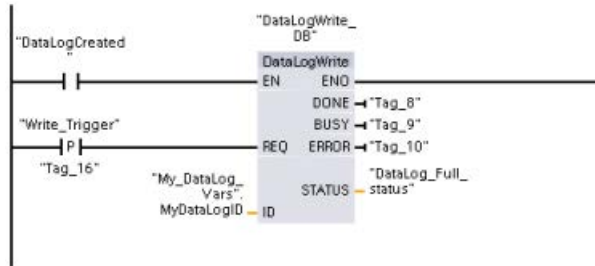 "DataLogWrite_
DB"
"DataLogCreated
"
DataLogWrite
EN ENO
DONE "Tag_8"
BUSY "Tag_9"
"Write_Trigger"
P
REQ ERROR "Tag_10"
"Tag_16"
"DataLog_Full_
status"
STATUS
"My_DataLog_
Vars".
MyDataLogID
ID